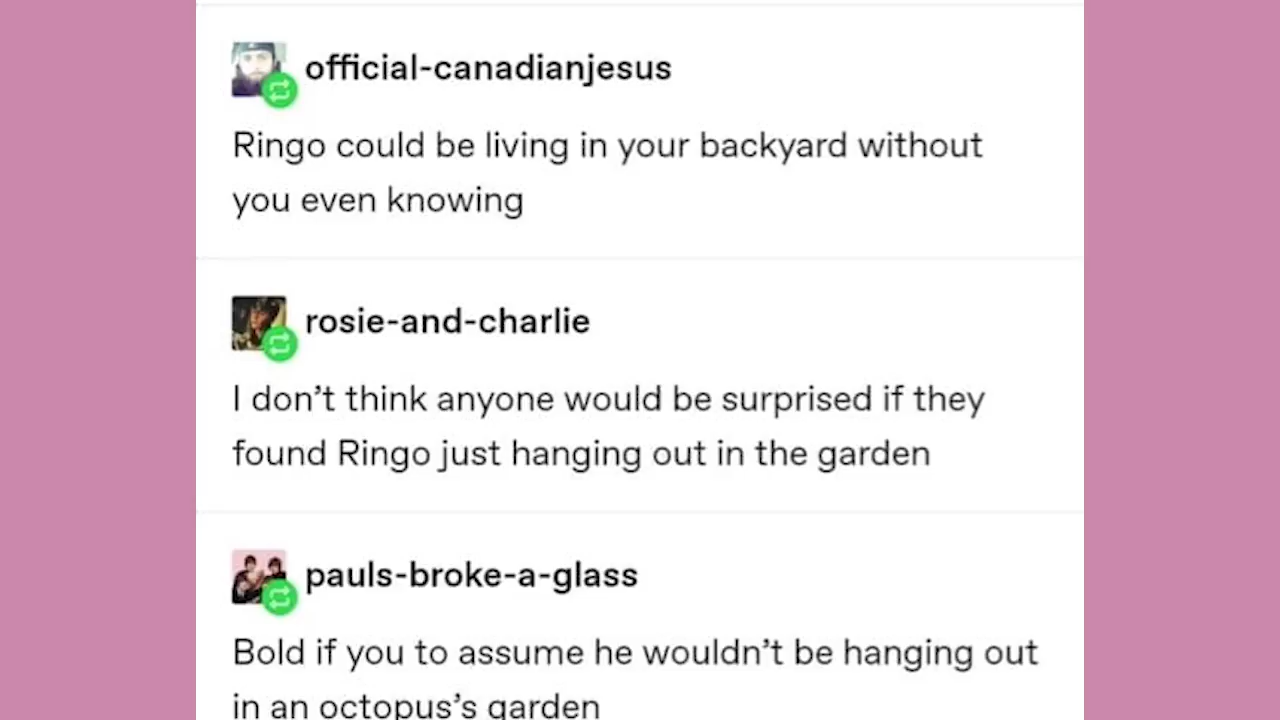 official-canadianjesus
Ringo could be living in your backyard without
you even knowing
rosie-and-charlie
I don’t think anyone would be surprised if they
found Ringo just hanging out in the garden
pauls-broke-a-glass
Bold if you to assume he wouldn’t be hanging out
in an octopus’s garden